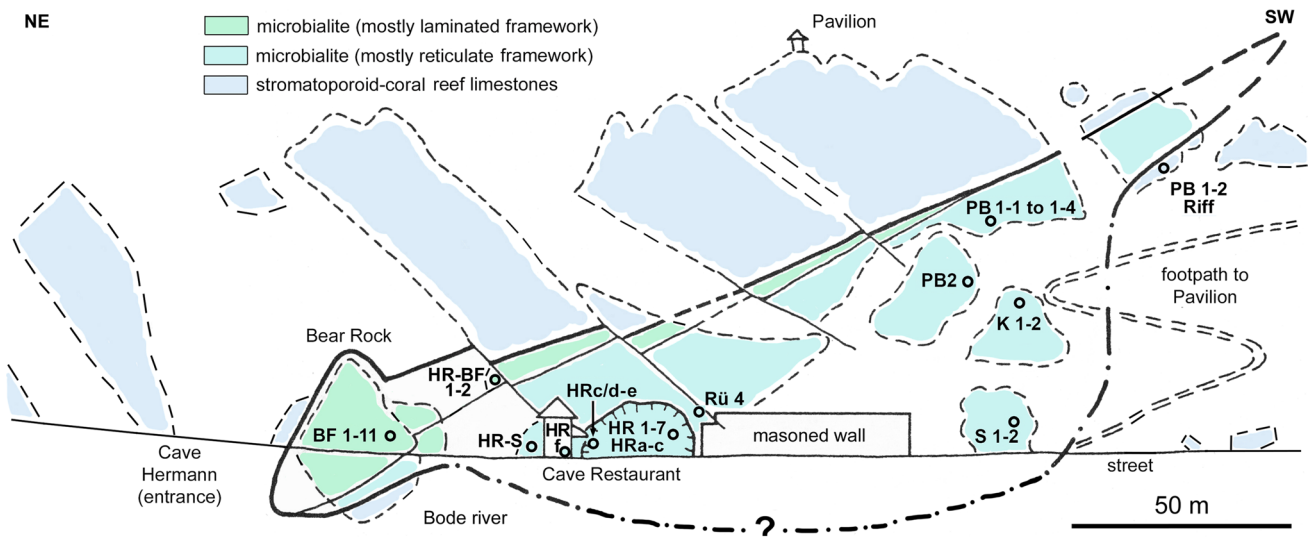 NE
SW
microbialite (mostly laminated framework)
microbialite (mostly reticulate framework)
stromatoporoid-coral reef limestones
Pavilion
PB 1-1 to 1-4
PB 1-2
Riff
PB2
K 1-2
footpath to
Pavilion
Bear Rock
HR-BF
1-2
HRc/d-e
Rü 4
BF 1-11
HR-S
HR
f
HR 1-7
HRa-c
masoned wall
S 1-2
Cave
Hermann
(entrance)
Cave Restaurant
street
Bode river
?
50 m